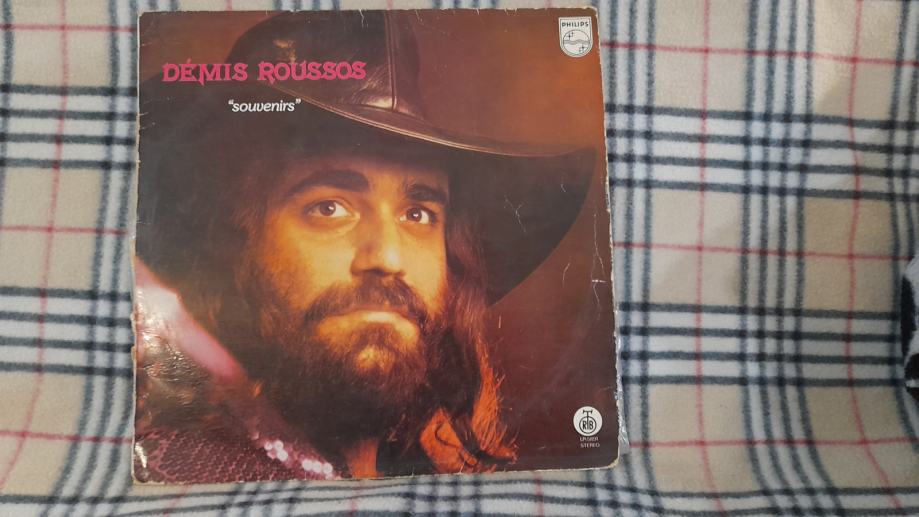 PHILIPS
DÉMIS ROUSSOS
“souvenirs”
RTB
STEREO